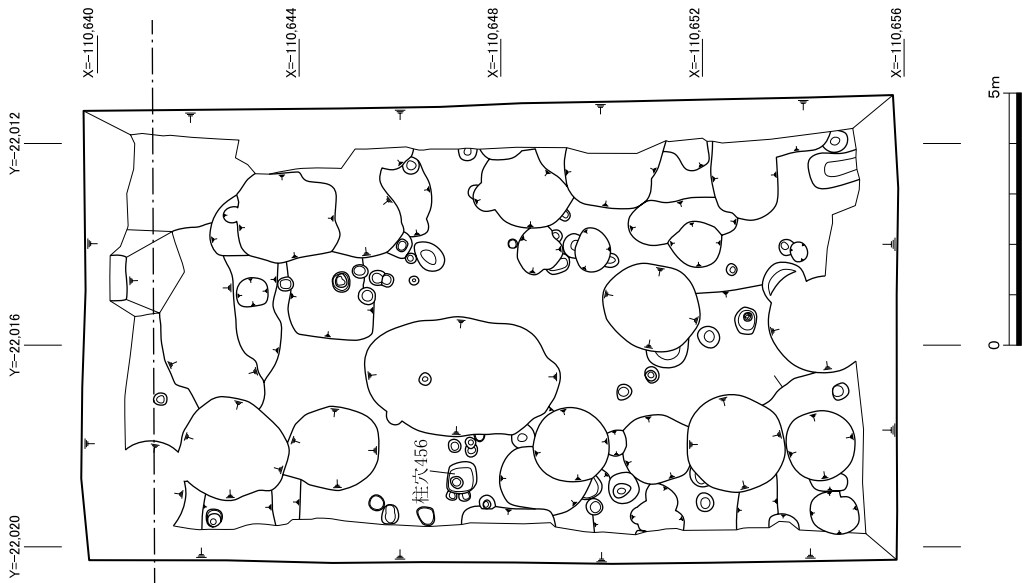 X=-110,640
X=-110,644
X=-110,648
X=-110,652
X=-110,656
Y=-22,012
Y=-22,016
Y=-22,020
5m
0
柱穴456